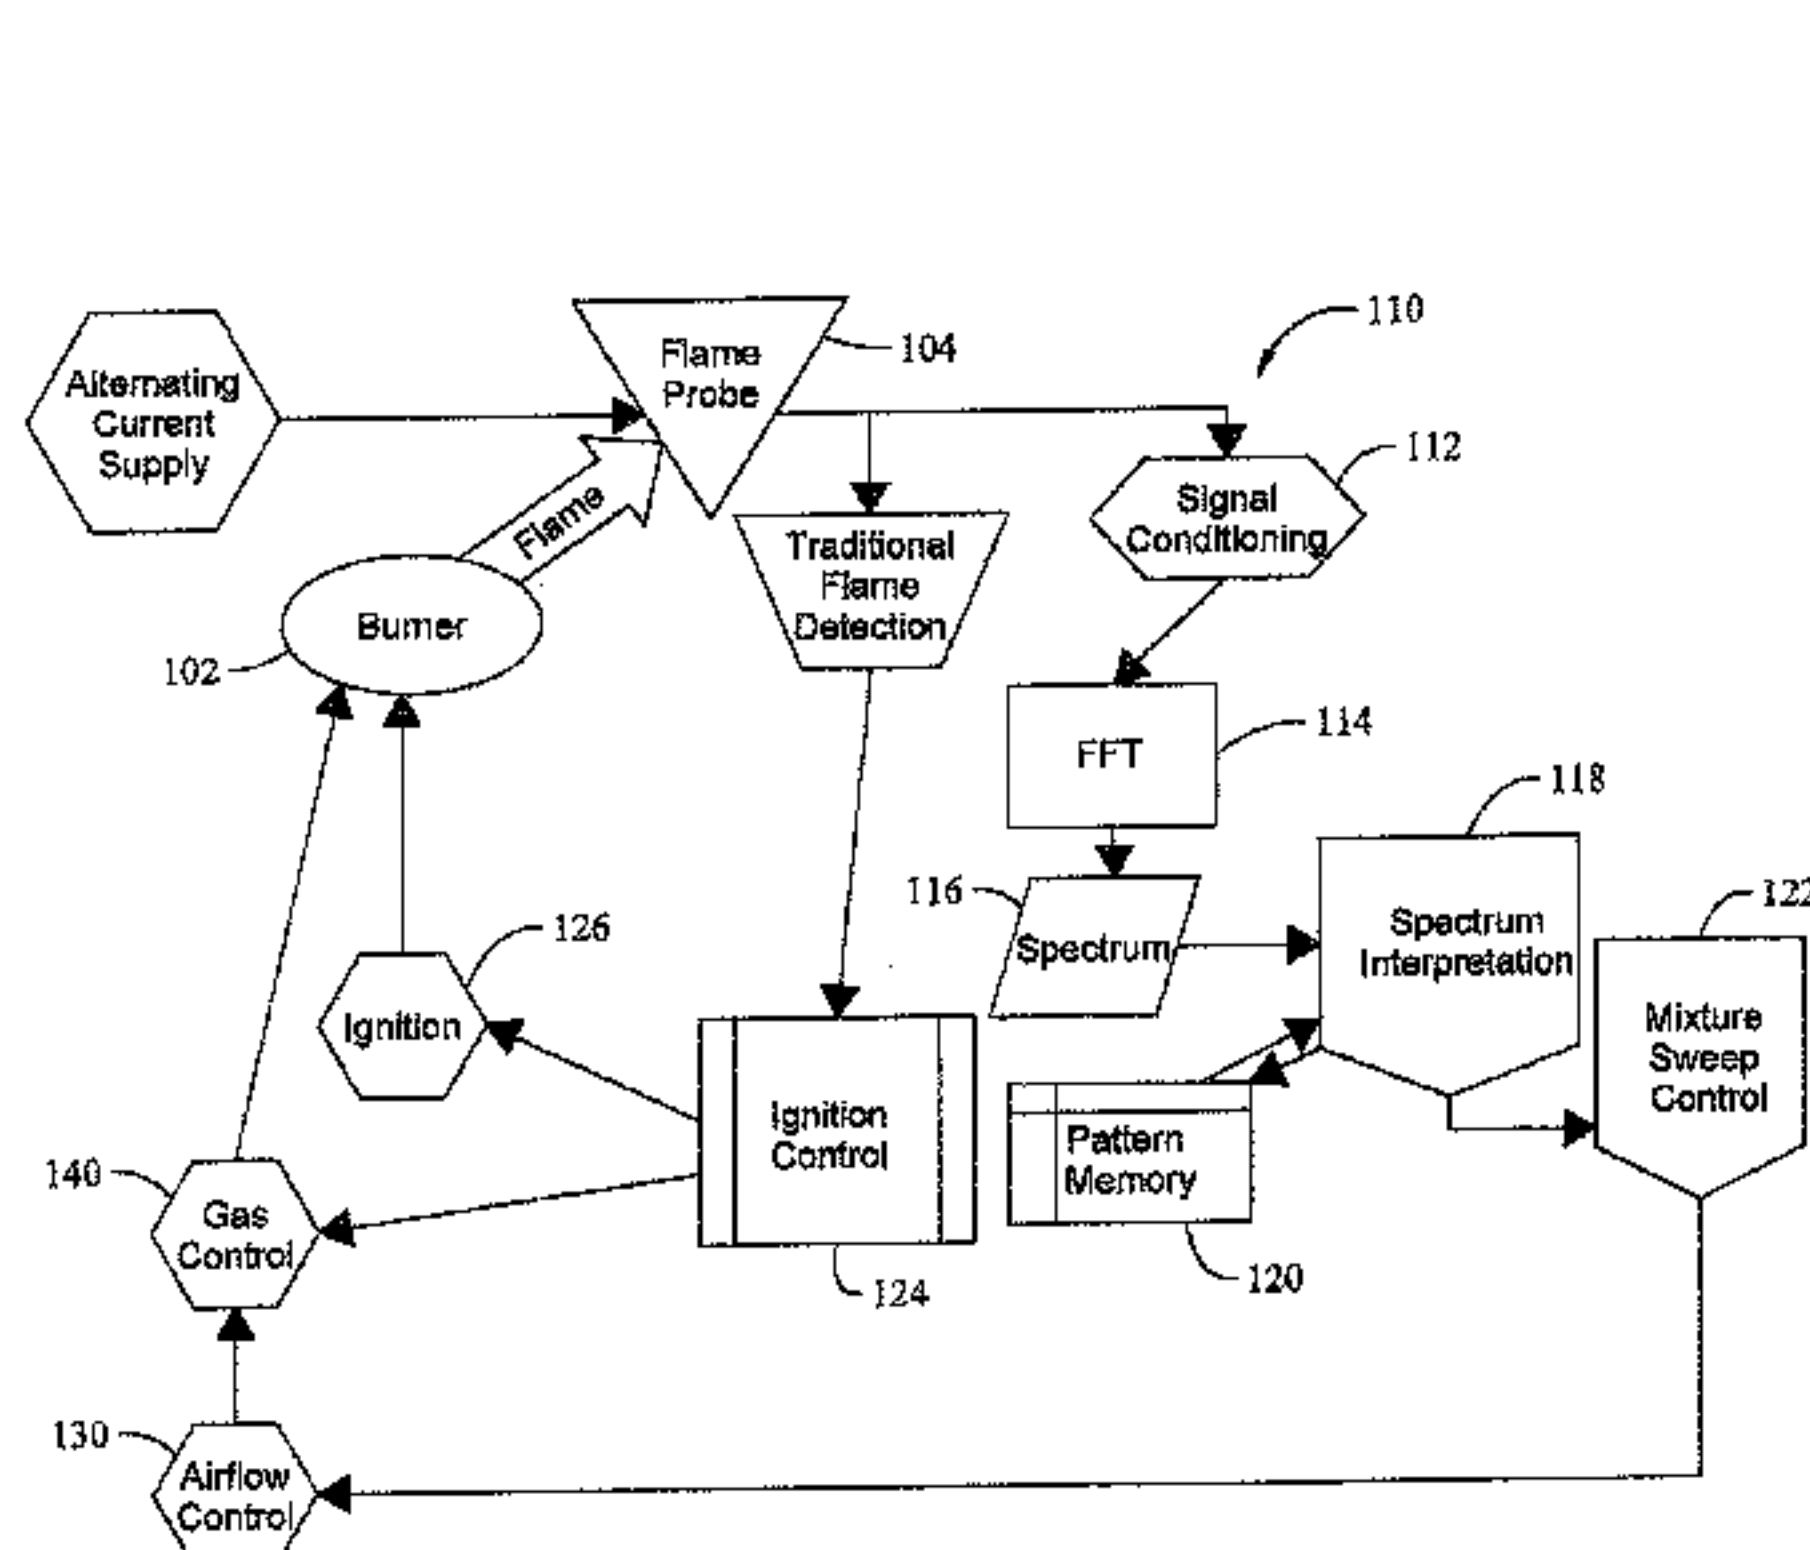 110
Alternating
Current
Supply
Flame
Probe
104
112
Signal
Conditioning
Flame
Traditional
Flame
Detection
Burner
102
FFT
114
118
116
Spectrum
Spectrum
Interpretation
122
Mixture
Sweep
Control
126
Ignition
Ignition
Control
124
Pattern
Memory
120
140
Gas
Control
130
Airflow
Control